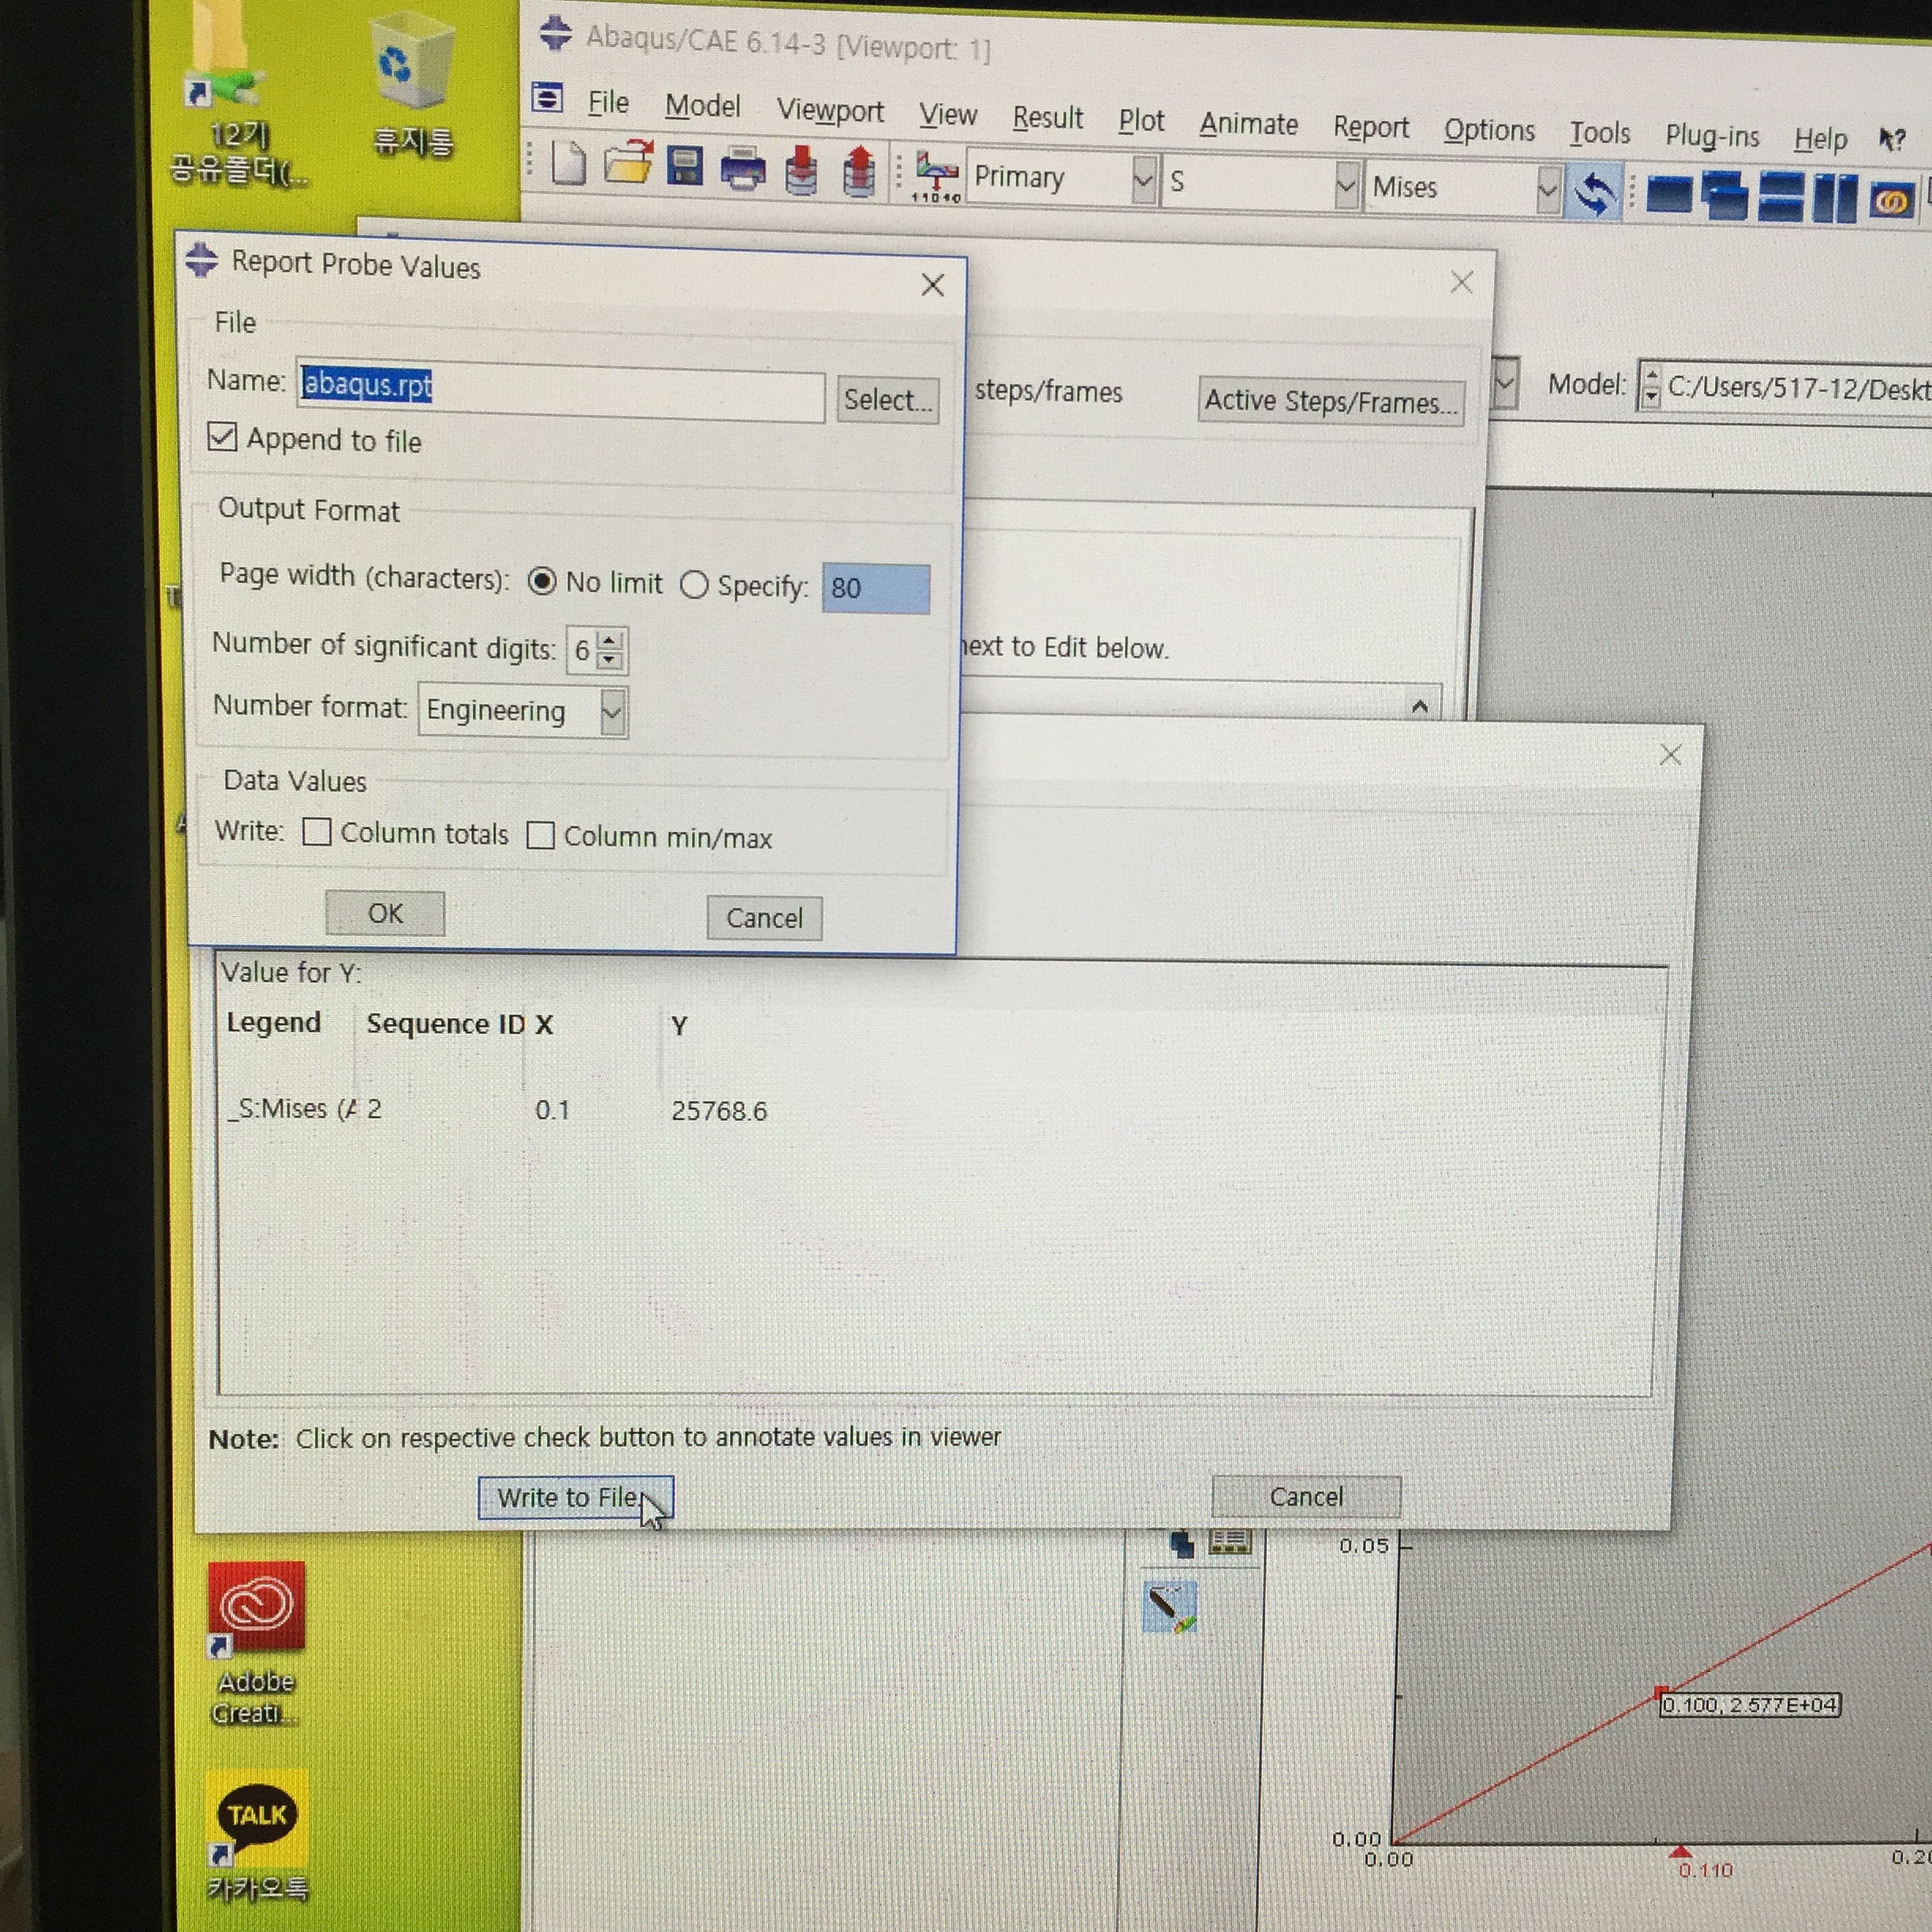 12기
공유폴더(...
휴지통
Abaqus/CAE 6.14-3 [Viewport: 1]
File Model Viewport View Result Plot Animate Report Options Tools Plug-ins Help ?
11010 Primary S Mises
Report Probe Values
File
Name: abaqus.rpt Select...
Append to file
steps/frames Active Steps/Frames...
Model: C:/Users/517-12/Deskt
Output Format
Page width (characters): No limit Specify: 80
Number of significant digits: 6
next to Edit below.
Number format: Engineering
Data Values
Write: Column totals Column min/max
OK Cancel
Value for Y:
Legend Sequence ID X Y
_S:Mises (A 2 0.1 25768.6
Note: Click on respective check button to annotate values in viewer
Write to File Cancel
0.05
0.100, 2.577E+04
0.00
0.00
0.110
Adobe
Creati...
TALK
카카오톡